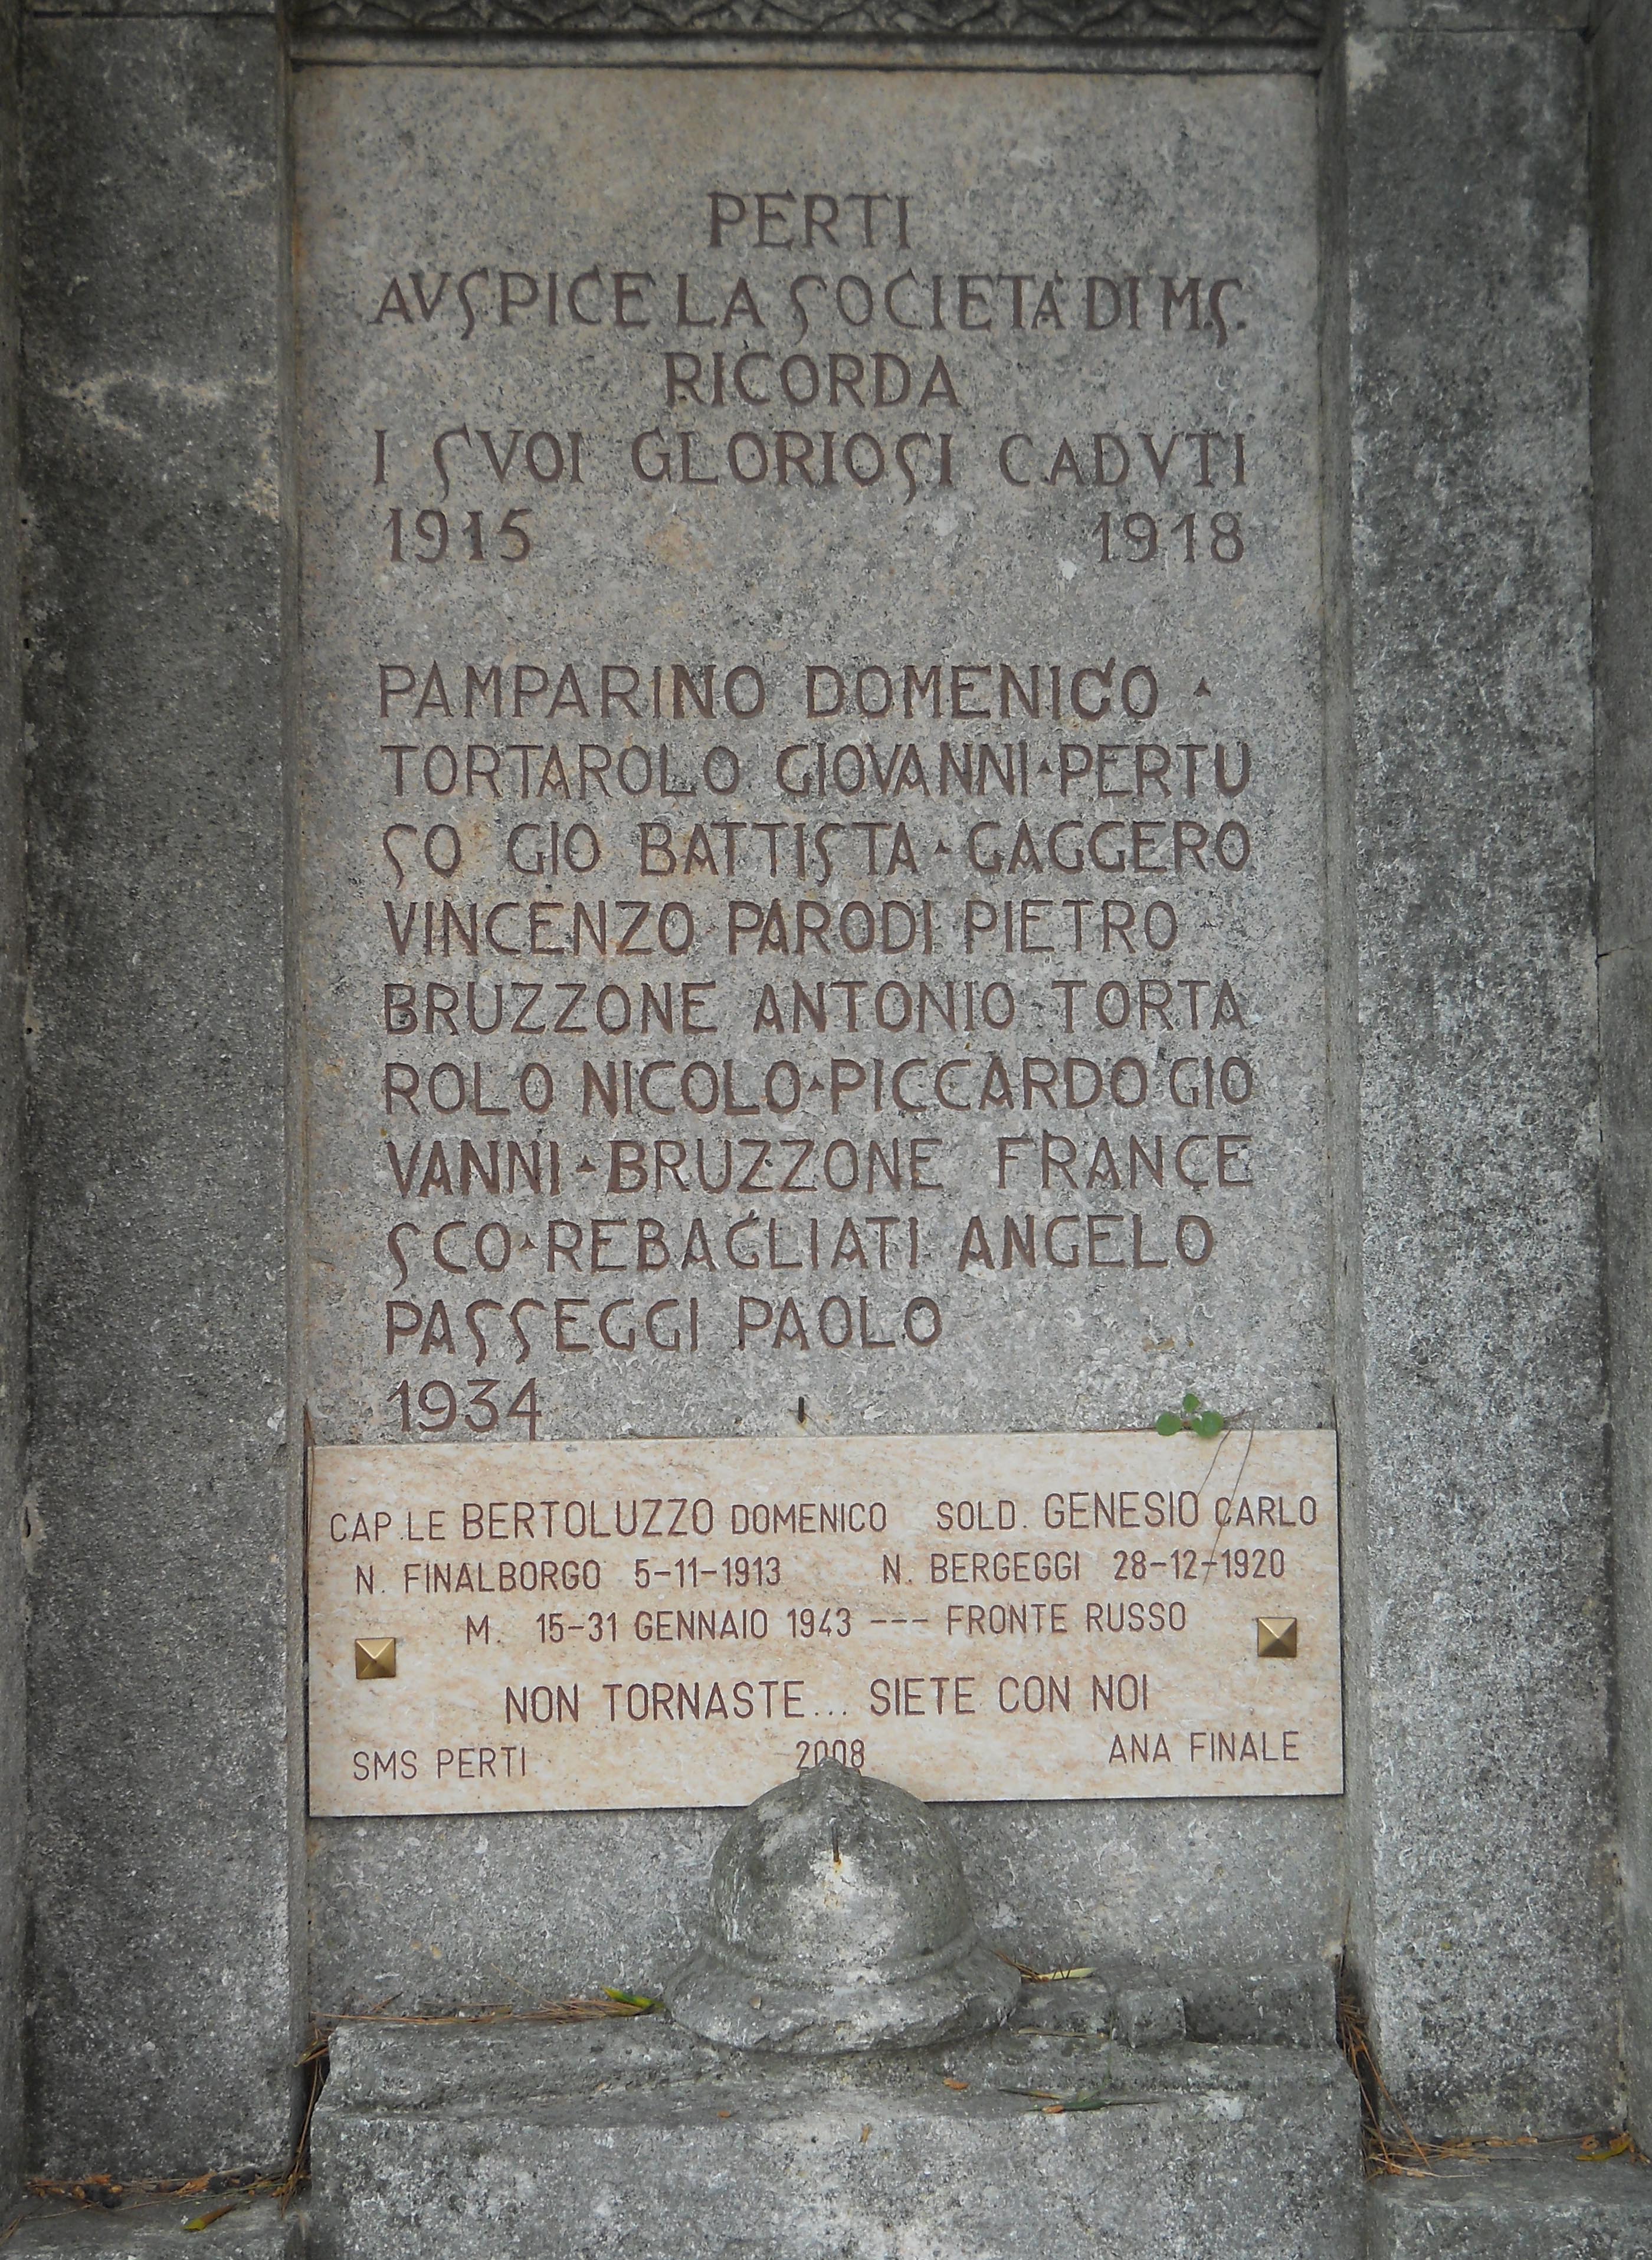 PERTI
AVSPICE LA SOCIETÀ DI M.S.
RICORDA
I SVOI GLORIOSI CADVTI
1915 1918
PAMPARINO DOMENICO ▴
TORTAROLO GIOVANNI▴PERTU
SO GIO BATTISTA▴GAGGERO
VINCENZO PARODI PIETRO ▴
BRUZZONE ANTONIO TORTA
ROLO NICOLO▴PICCARDO GIO
VANNI▴BRUZZONE FRANCE
SCO▴REBAGLIATI ANGELO
PASSEGGI PAOLO
1934
CAP.LE BERTOLUZZO DOMENICO SOLD. GENESIO CARLO
N. FINALBORGO 5-11-1913 N. BERGEGGI 28-12-1920
M. 15-31 GENNAIO 1943 --- FRONTE RUSSO
NON TORNASTE... SIETE CON NOI
SMS PERTI 2008 ANA FINALE